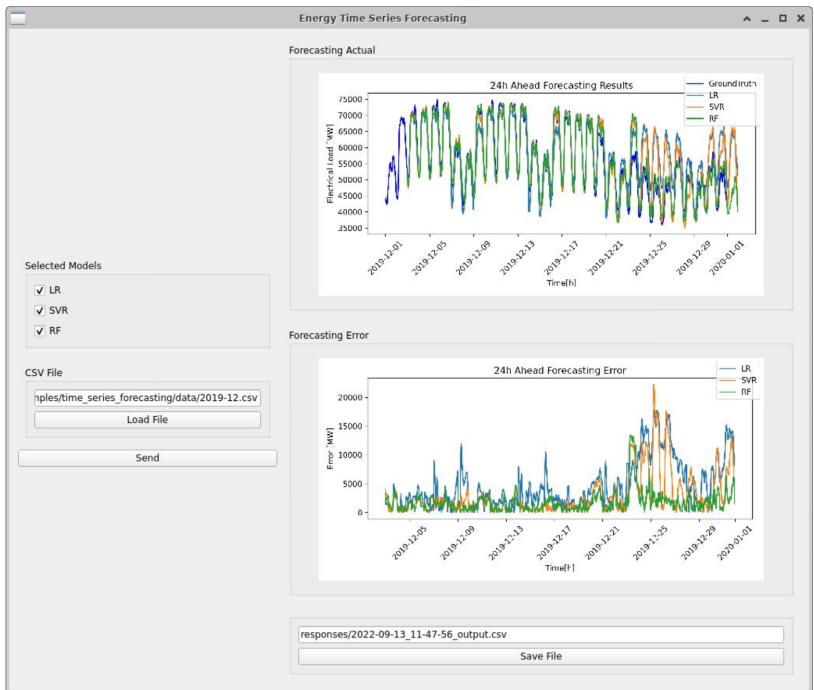 Energy Time Series Forecasting
Selected Models
LR
SVR
RF
CSV File
nples/time_series_forecasting/data/2019-12.csv
Load File
Send
Forecasting Actual
24h Ahead Forecasting Results
GroundTruth
LR
SVR
RF
Electrical Load [MW]
75000
70000
65000
60000
55000
50000
45000
40000
35000
2019-12-01
2019-12-05
2019-12-09
2019-12-13
2019-12-17
2019-12-21
2019-12-25
2019-12-29
2020-01-01
Time[h]
Forecasting Error
24h Ahead Forecasting Error
LR
SVR
RF
Error [MW]
20000
15000
10000
5000
0
2019-12-05
2019-12-09
2019-12-13
2019-12-17
2019-12-21
2019-12-25
2019-12-29
2020-01-01
Time[h]
responses/2022-09-13_11-47-56_output.csv
Save File